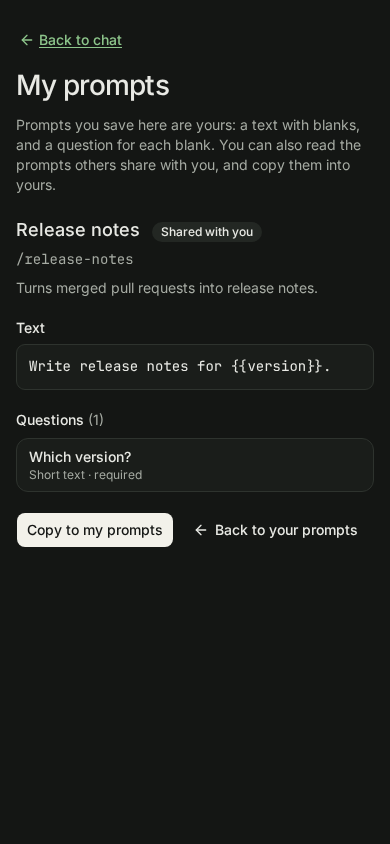 Back to chat
My prompts
Prompts you save here are yours: a text with blanks,
and a question for each blank. You can also read the
prompts others share with you, and copy them into
yours.
Release notes Shared with you
/release-notes
Turns merged pull requests into release notes.
Text
Write release notes for {{version}}.
Questions (1)
Which version?
Short text · required
Copy to my prompts Back to your prompts